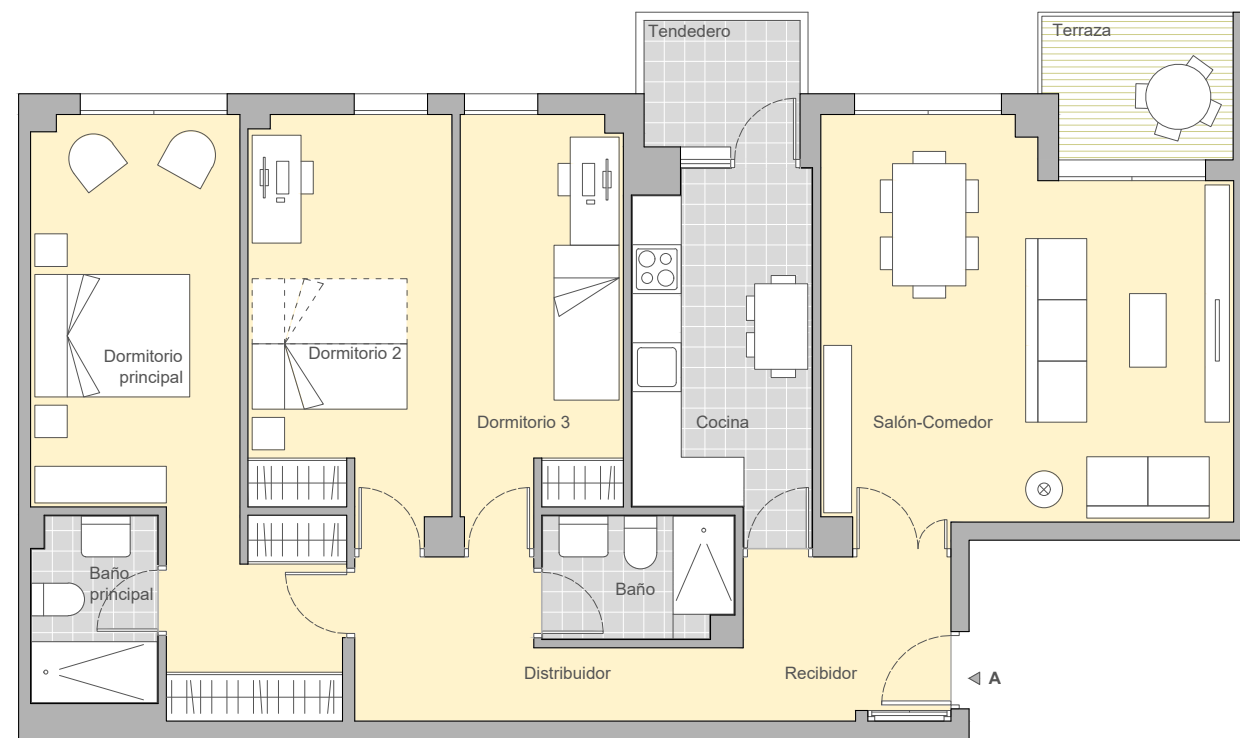 Tendedero
Terraza
Dormitorio
principal
Dormitorio 2
Dormitorio 3
Cocina
Salón-Comedor
Baño
principal
Baño
Distribuidor
Recibidor
A